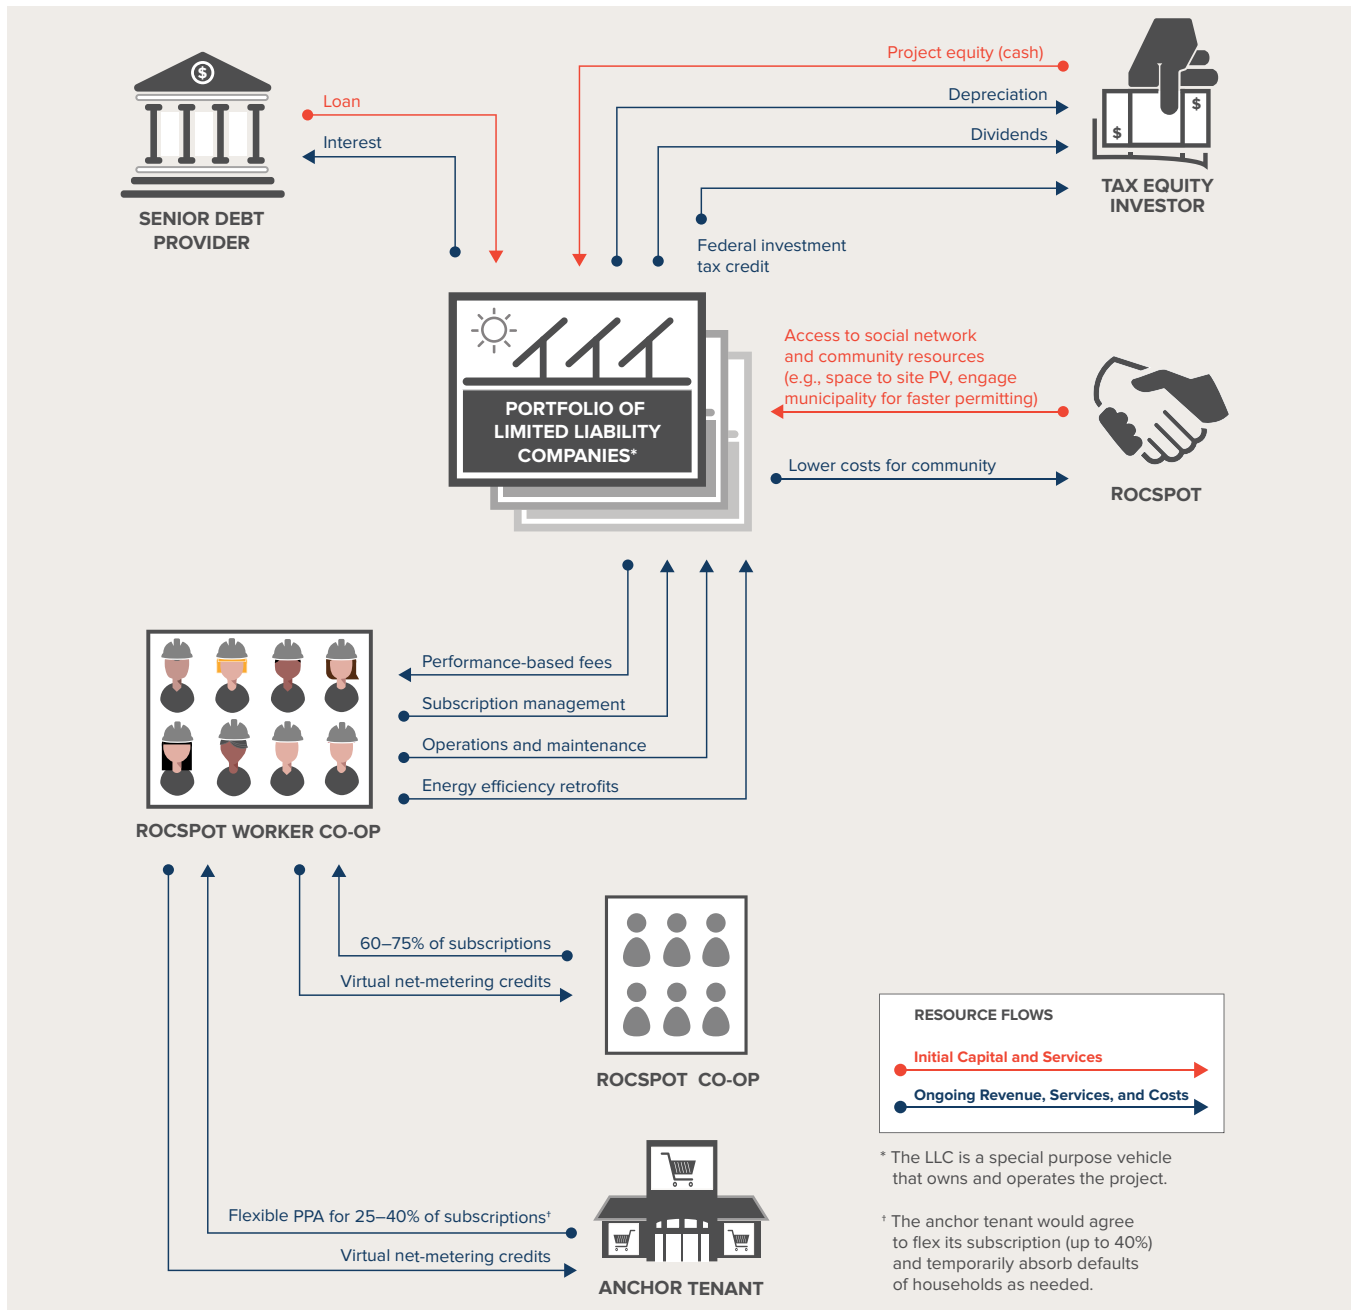 Project equity (cash)
Depreciation
Dividends
$
$
$
TAX EQUITY
INVESTOR
Loan
Interest
SENIOR DEBT
PROVIDER
Federal investment
tax credit
Access to social network
and community resources
(e.g., space to site PV, engage
municipality for faster permitting)
PORTFOLIO OF
LIMITED LIABILITY
COMPANIES*
Lower costs for community
ROCSPOT
Performance-based fees
Subscription management
Operations and maintenance
Energy efficiency retrofits
ROCSPOT WORKER CO-OP
60–75% of subscriptions
Virtual net-metering credits
ROCSPOT CO-OP
RESOURCE FLOWS
Initial Capital and Services
Ongoing Revenue, Services, and Costs
* The LLC is a special purpose vehicle
that owns and operates the project.
Flexible PPA for 25–40% of subscriptions†
Virtual net-metering credits
ANCHOR TENANT
† The anchor tenant would agree
to flex its subscription (up to 40%)
and temporarily absorb defaults
of households as needed.